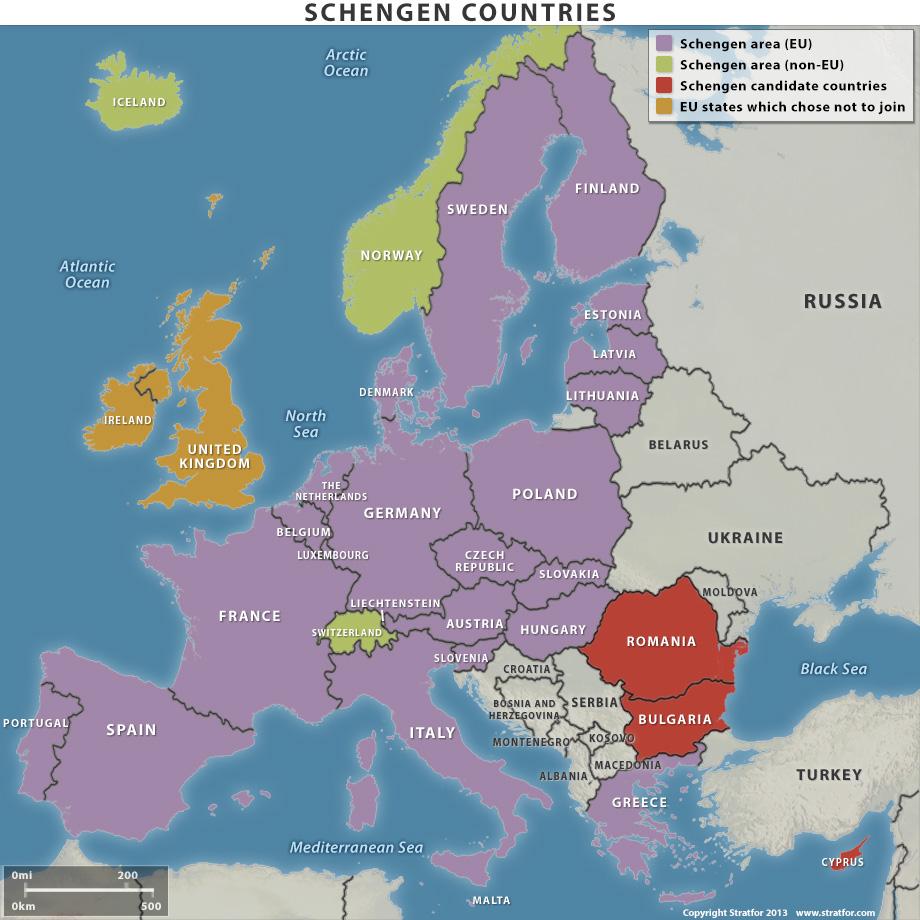 SCHENGEN COUNTRIES
Schengen area (EU)
Schengen area (non-EU)
Schengen candidate countries
EU states which chose not to join
Arctic
Ocean
ICELAND
FINLAND
SWEDEN
NORWAY
Atlantic
Ocean
RUSSIA
ESTONIA
LATVIA
LITHUANIA
DENMARK
North
Sea
IRELAND
UNITED
KINGDOM
BELARUS
THE
NETHERLANDS
POLAND
GERMANY
BELGIUM
UKRAINE
LUXEMBOURG
CZECH
REPUBLIC
SLOVAKIA
MOLDOVA
LIECHTENSTEIN
FRANCE
AUSTRIA
HUNGARY
SWITZERLAND
ROMANIA
SLOVENIA
CROATIA
Black Sea
BOSNIA AND
HERZEGOVINA
SERBIA
PORTUGAL
SPAIN
BULGARIA
ITALY
MONTENEGRO
KOSOVO
MACEDONIA
ALBANIA
TURKEY
GREECE
Mediterranean Sea
CYPRUS
MALTA
0mi 200
0km 500
Copyright Stratfor 2013 www.stratfor.com